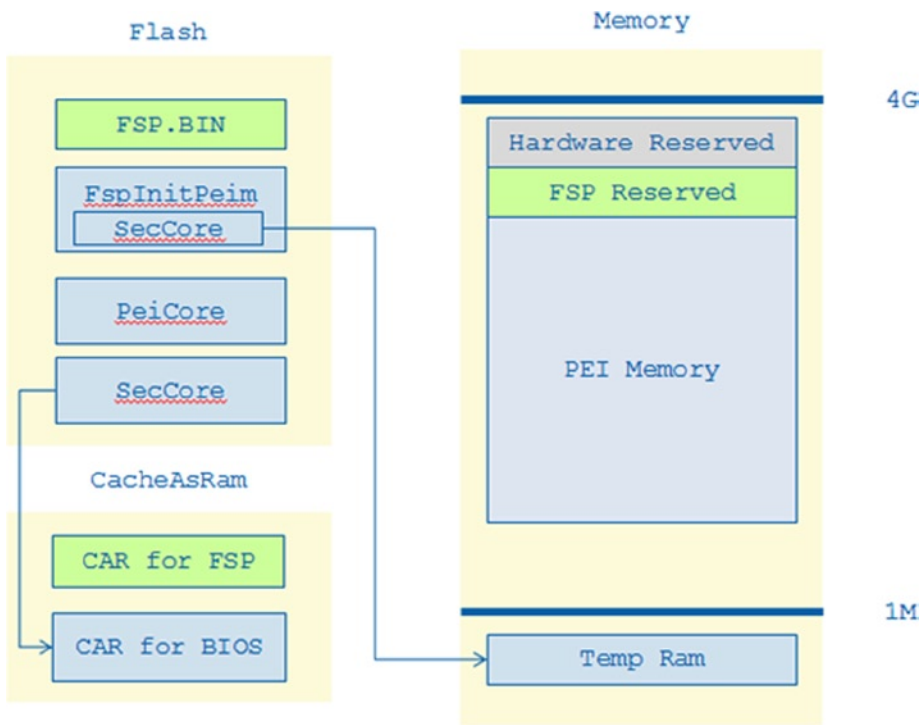 Flash
FSP.BIN
FspInitPeim
SecCore
PeiCore
SecCore
CacheAsRam
CAR for FSP
CAR for BIOS
Memory
4G
Hardware Reserved
FSP Reserved
PEI Memory
1M
Temp Ram